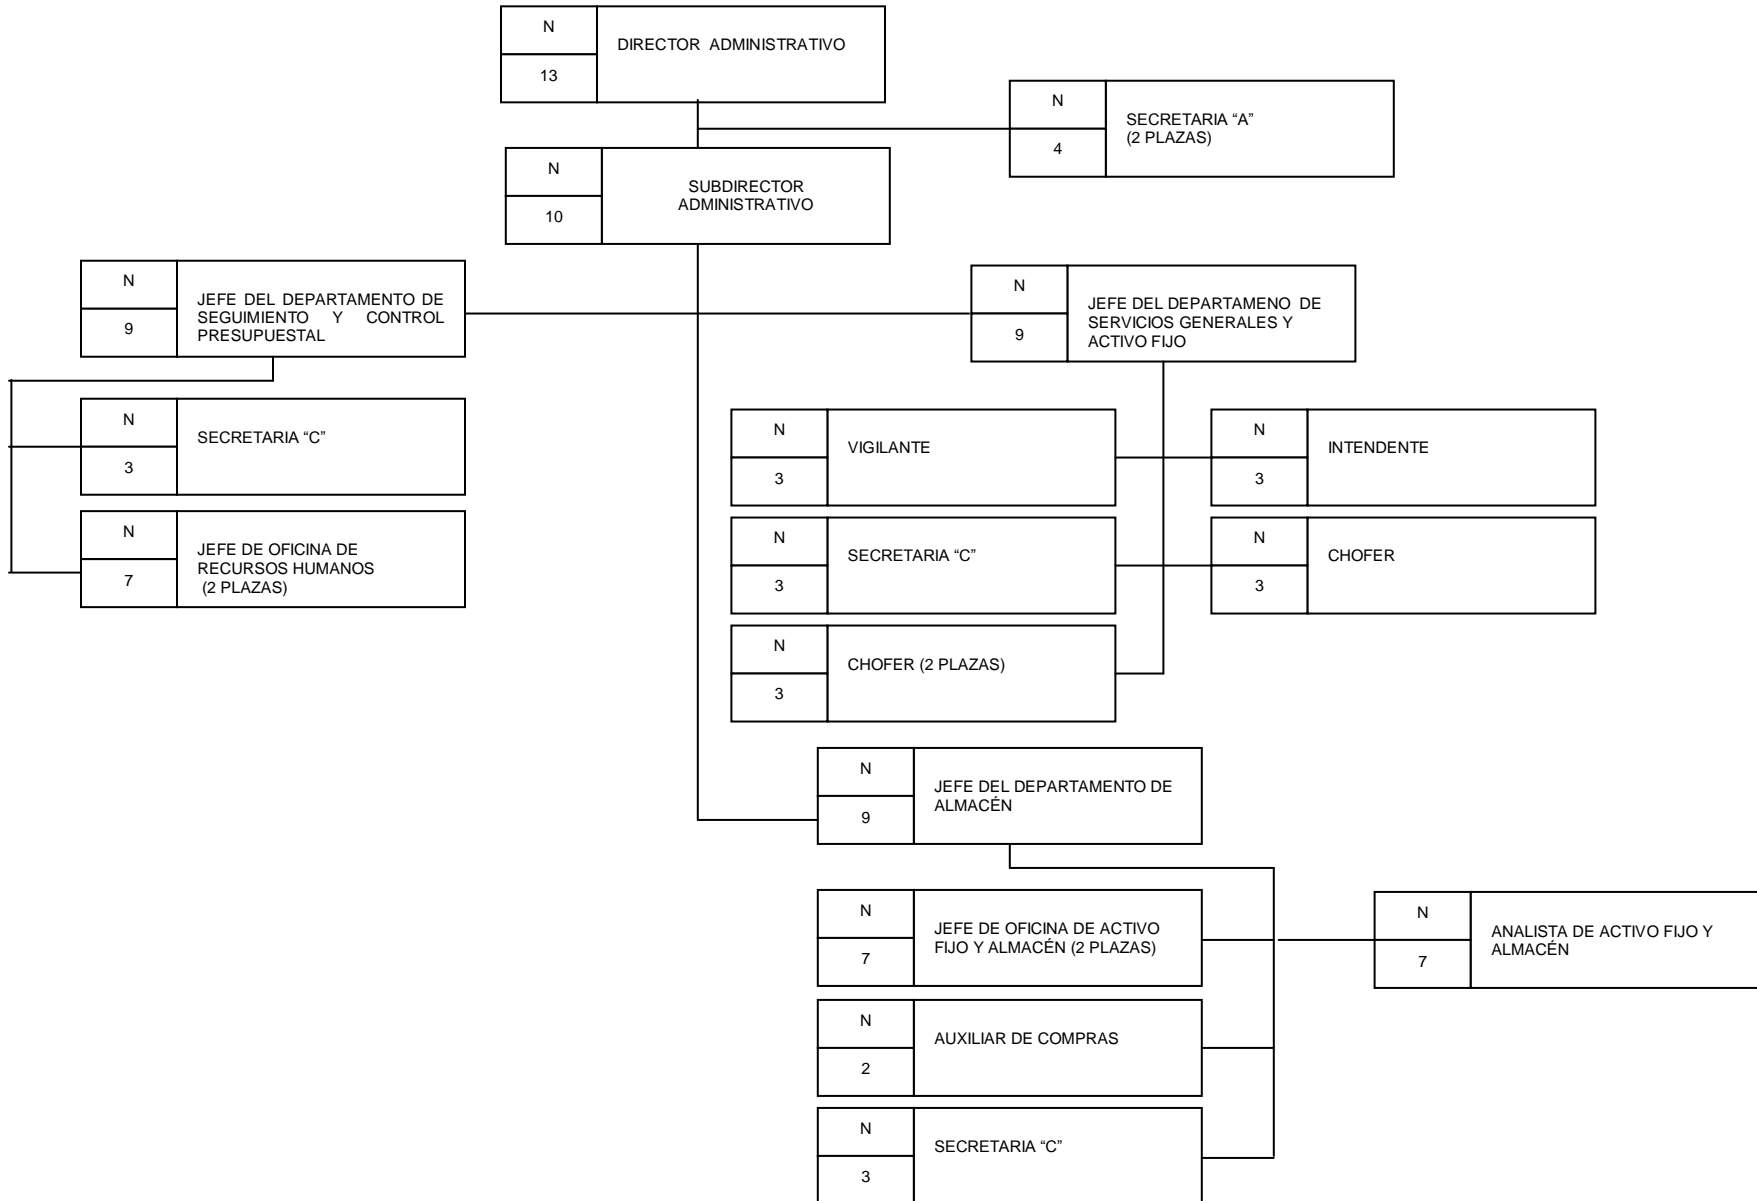 N
13
DIRECTOR ADMINISTRATIVO
N
4
SECRETARIA “A”
(2 PLAZAS)
N
10
SUBDIRECTOR
ADMINISTRATIVO
N
9
JEFE DEL DEPARTAMENTO DE
SEGUIMIENTO Y CONTROL
PRESUPUESTAL
N
9
JEFE DEL DEPARTAMENO DE
SERVICIOS GENERALES Y
ACTIVO FIJO
N
3
SECRETARIA “C”
N
7
JEFE DE OFICINA DE
RECURSOS HUMANOS
(2 PLAZAS)
N
3
VIGILANTE
N
3
INTENDENTE
N
3
SECRETARIA “C”
N
3
CHOFER
N
3
CHOFER (2 PLAZAS)
N
9
JEFE DEL DEPARTAMENTO DE
ALMACÉN
N
7
JEFE DE OFICINA DE ACTIVO
FIJO Y ALMACÉN (2 PLAZAS)
N
7
ANALISTA DE ACTIVO FIJO Y
ALMACÉN
N
2
AUXILIAR DE COMPRAS
N
3
SECRETARIA “C”